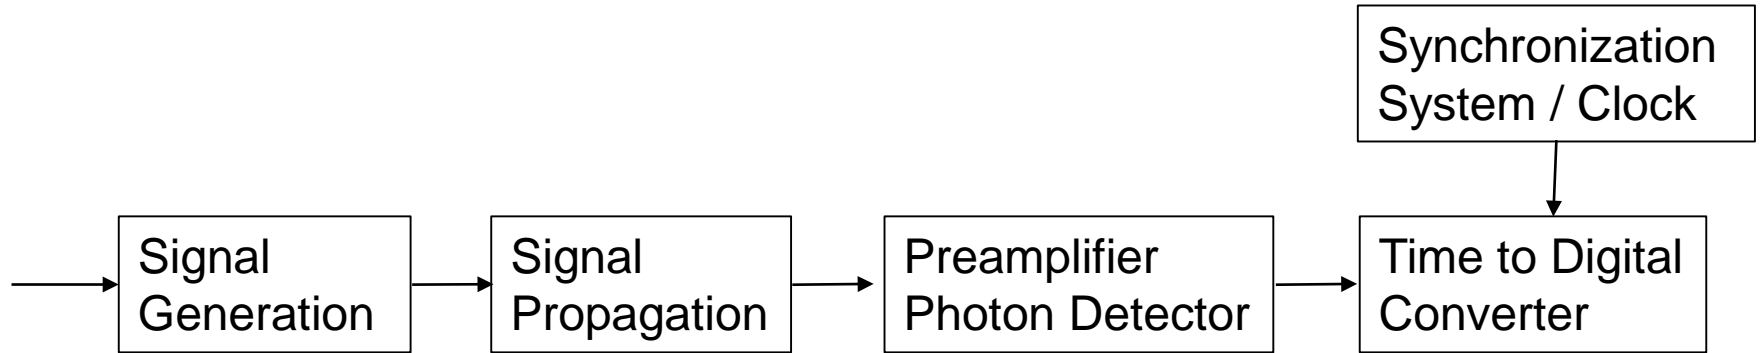 Synchronization
System / Clock
Signal
Generation
Signal
Propagation
Preamplifier
Photon Detector
Time to Digital
Converter